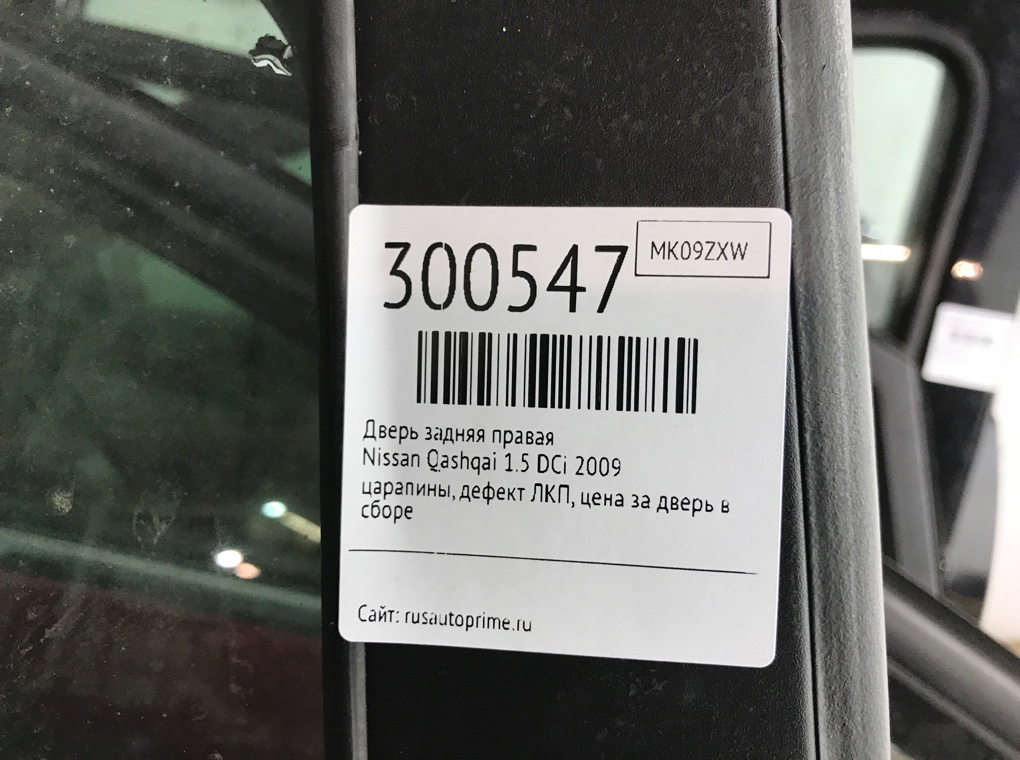 300547
MK09ZXW
Дверь задняя правая
Nissan Qashqai 1.5 DCi 2009
царапины, дефект ЛКП, цена за дверь в
сборе
Сайт: rusautoprime.ru